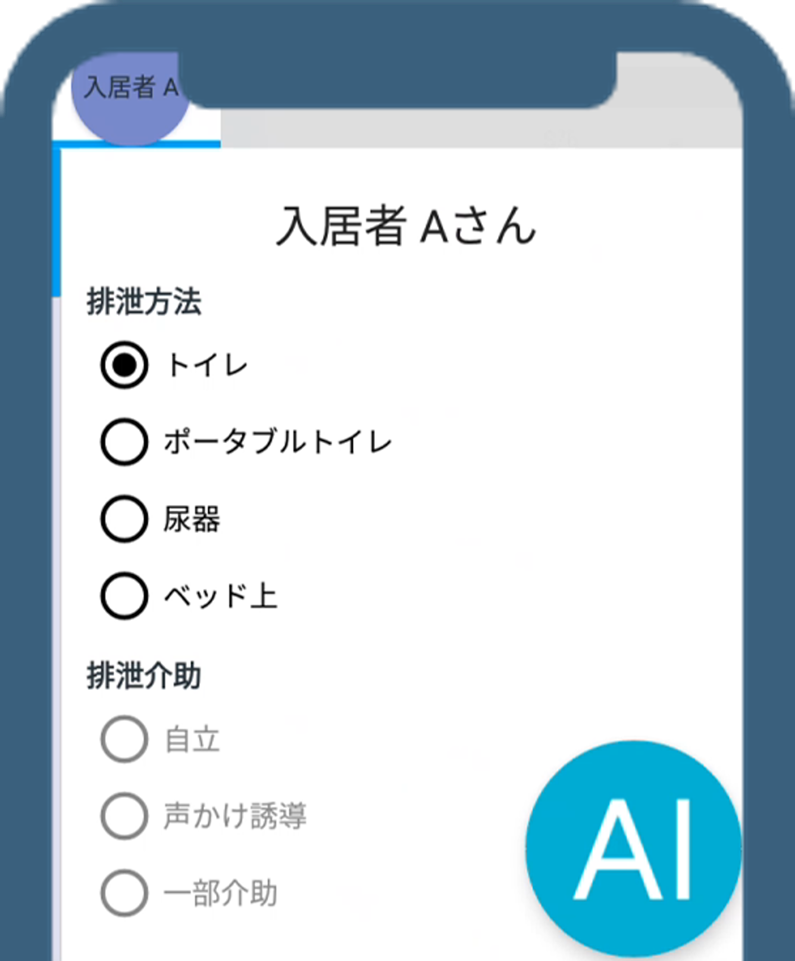 入居者 A
入居者 Aさん
排泄方法
トイレ
ポータブルトイレ
尿器
ベッド上
排泄介助
自立
声かけ誘導
一部介助
AI